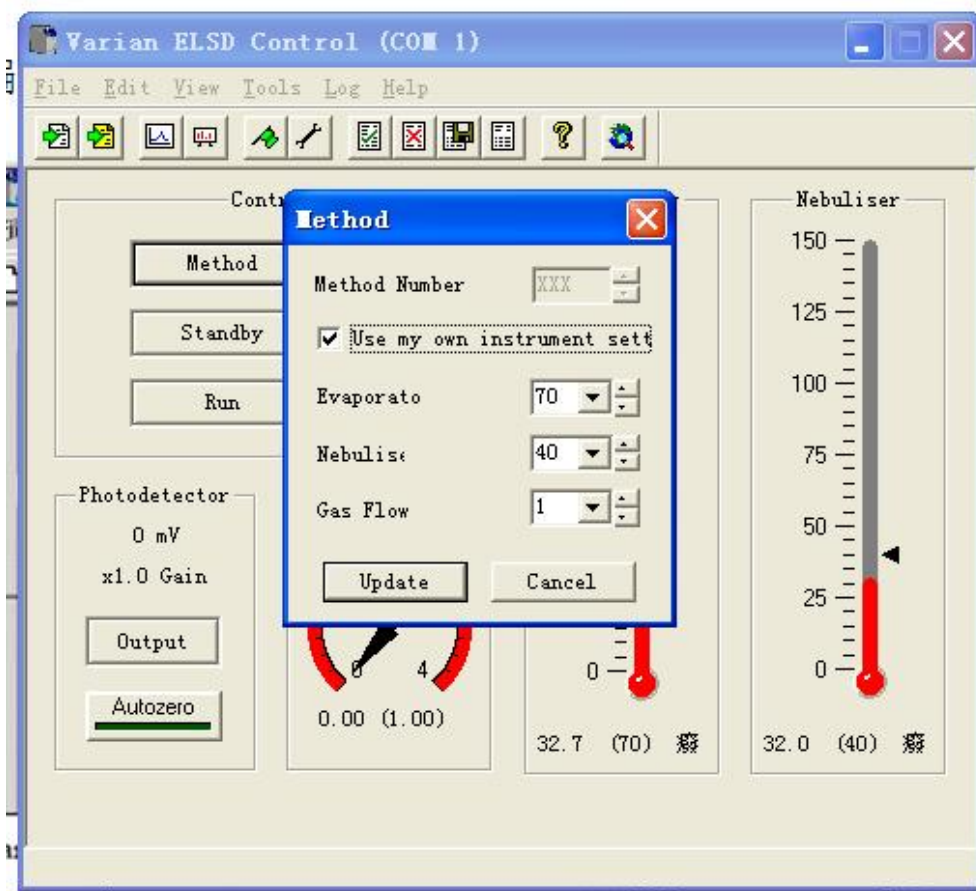 Varian ELSD Control (COM 1)
File Edit View Tools Log Help
Method
Standby
Run
Method
Method Number
XXX
Use my own instrument sett
Evaporato
70
Nebulise
40
Gas Flow
1
Update Cancel
Photodetector
0 mV
x1.0 Gain
Output
Autozero
0 4
0.00 (1.00)
0
32.7 (70) 癈
Nebuliser
150
125
100
75
50
25
0
32.0 (40) 癈